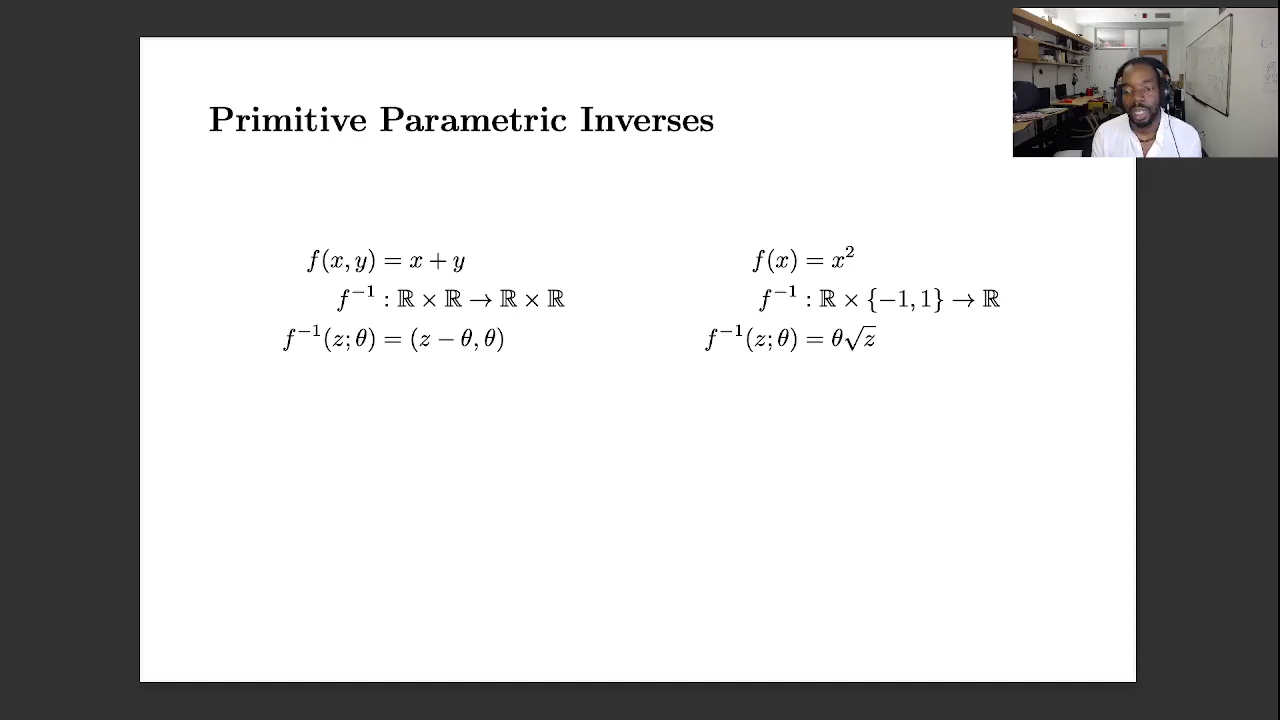 Primitive Parametric Inverses
f(x, y) = x + y
f⁻¹ : ℝ × ℝ → ℝ × ℝ
f⁻¹(z; θ) = (z − θ, θ)
f(x) = x²
f⁻¹ : ℝ × {−1, 1} → ℝ
f⁻¹(z; θ) = θ√z